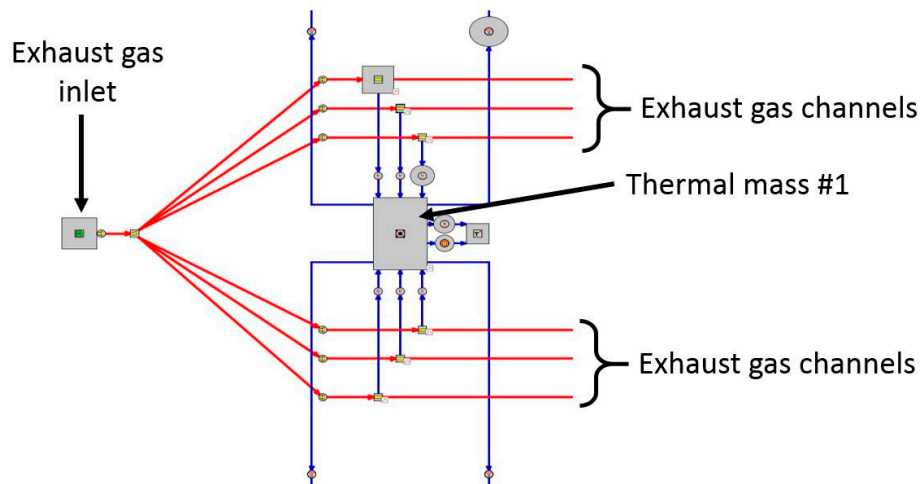 Exhaust gas
inlet
Exhaust gas channels
Thermal mass #1
Exhaust gas channels